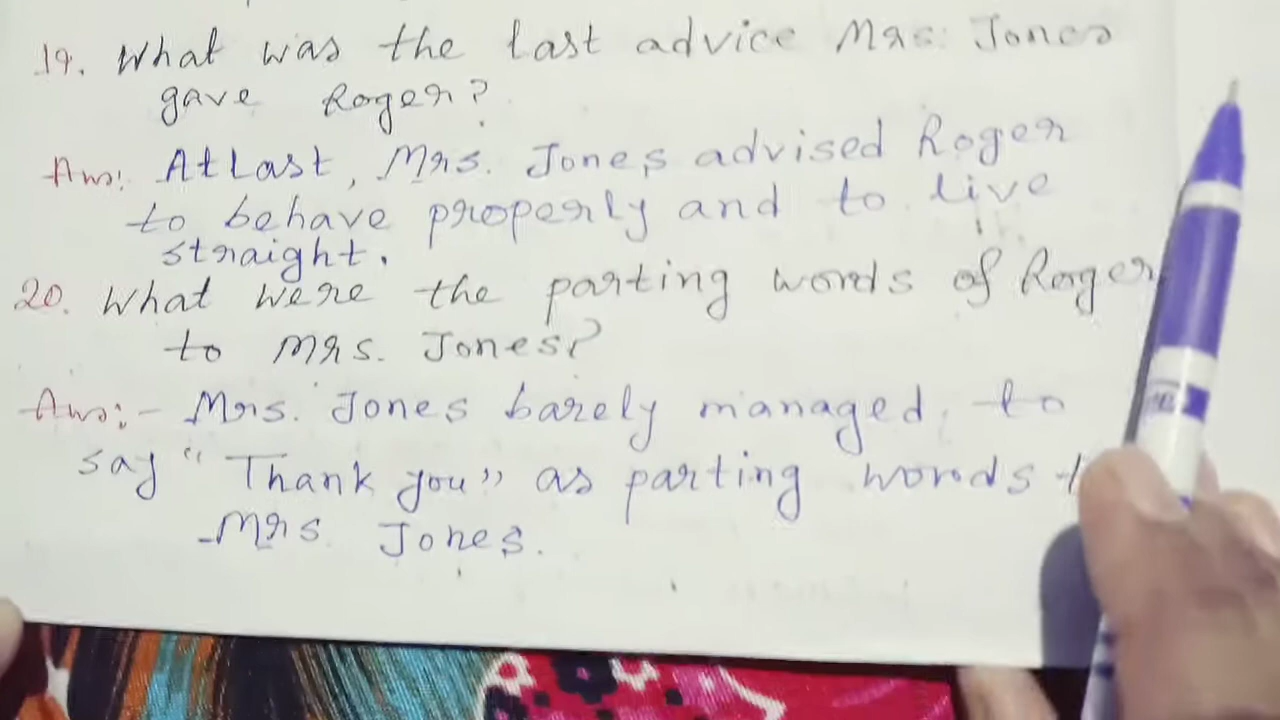 19. What was the last advice Mrs. Jones
gave Roger?
Ans: At Last, Mrs. Jones advised Roger
to behave properly and to live
straight.
20. What were the parting words of Roger
to Mrs. Jones?
Ans:- Mrs. Jones barely managed to
say "Thank you" as parting words
Mrs. Jones.